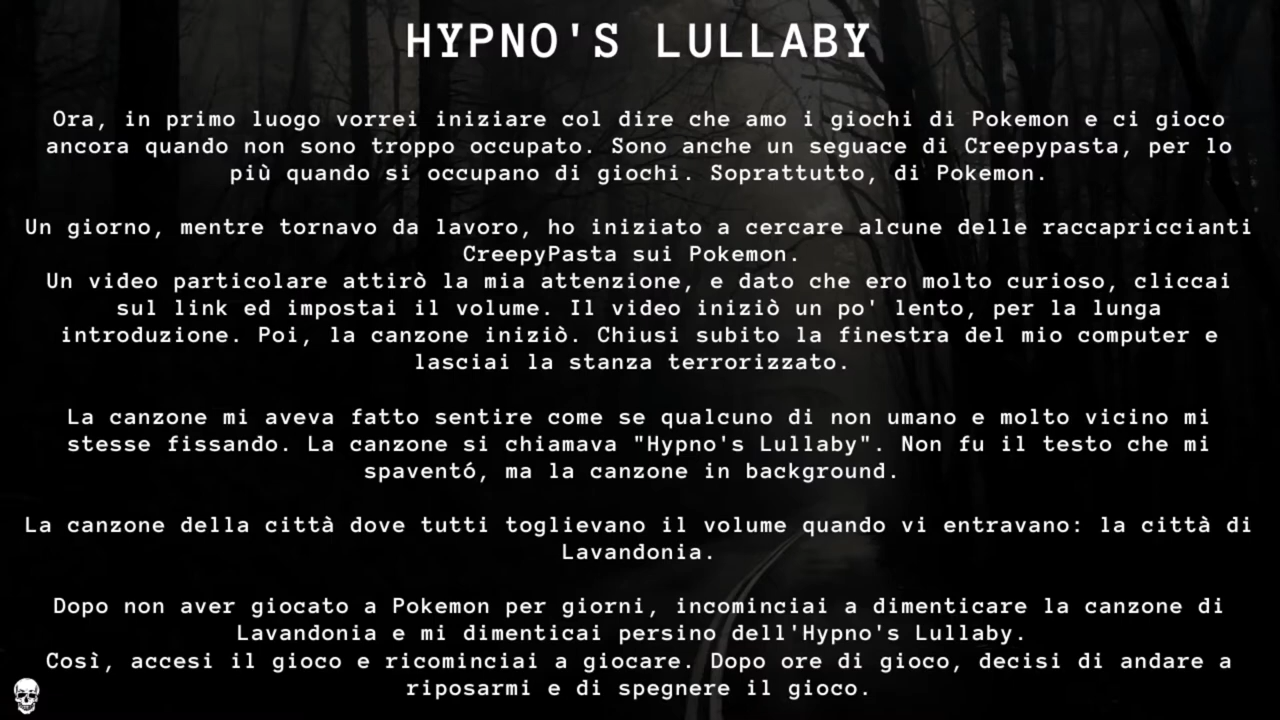 HYPNO'S LULLABY
Ora, in primo luogo vorrei iniziare col dire che amo i giochi di Pokemon e ci gioco
ancora quando non sono troppo occupato. Sono anche un seguace di Creepypasta, per lo
più quando si occupano di giochi. Soprattutto, di Pokemon.
Un giorno, mentre tornavo da lavoro, ho iniziato a cercare alcune delle raccapriccianti
CreepyPasta sui Pokemon.
Un video particolare attirò la mia attenzione, e dato che ero molto curioso, cliccai
sul link ed impostai il volume. Il video iniziò un po' lento, per la lunga
introduzione. Poi, la canzone iniziò. Chiusi subito la finestra del mio computer e
lasciai la stanza terrorizzato.
La canzone mi aveva fatto sentire come se qualcuno di non umano e molto vicino mi
stesse fissando. La canzone si chiamava "Hypno's Lullaby". Non fu il testo che mi
spaventó, ma la canzone in background.
La canzone della città dove tutti toglievano il volume quando vi entravano: la città di
Lavandonia.
Dopo non aver giocato a Pokemon per giorni, incominciai a dimenticare la canzone di
Lavandonia e mi dimenticai persino dell'Hypno's Lullaby.
Così, accesi il gioco e ricominciai a giocare. Dopo ore di gioco, decisi di andare a
riposarmi e di spegnere il gioco.